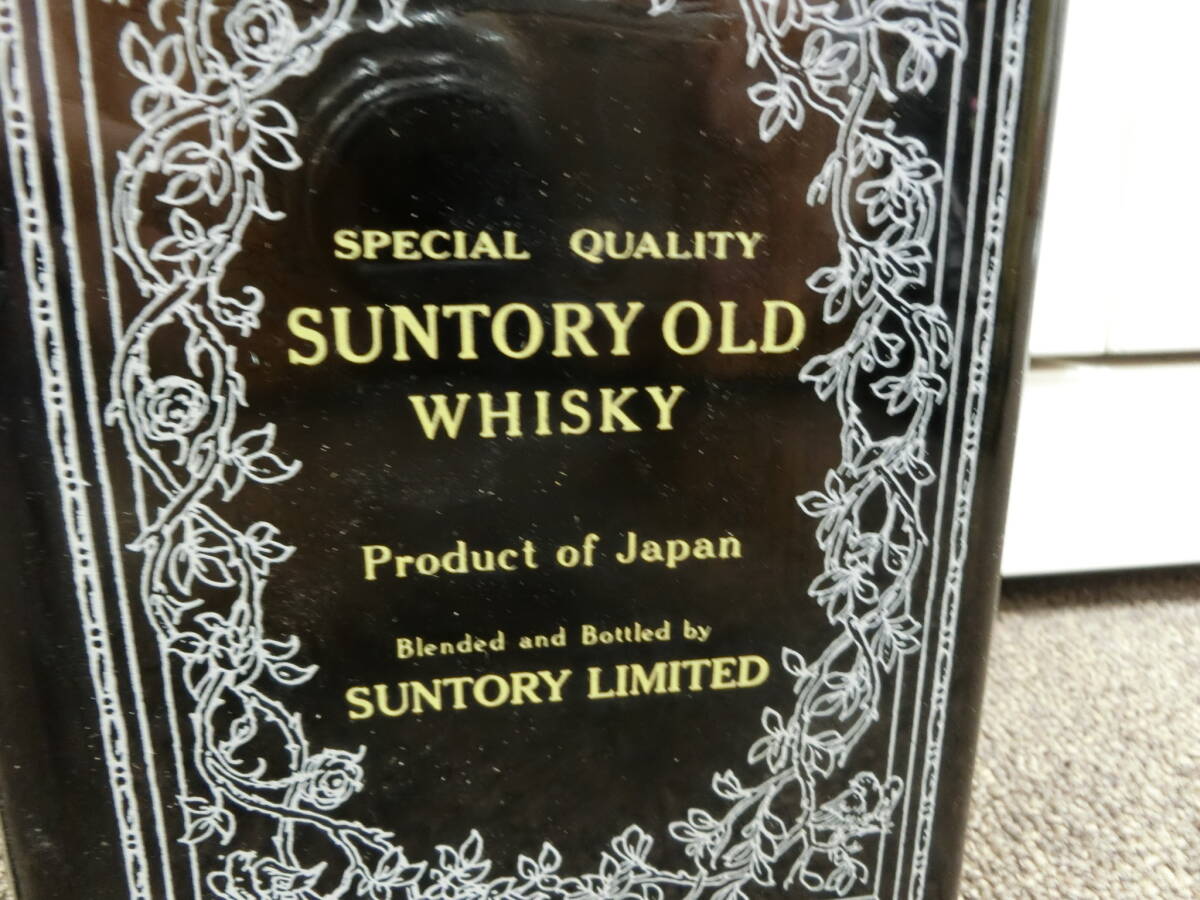 SPECIAL QUALITY
SUNTORY OLD
WHISKY
Product of Japan
Blended and Bottled by
SUNTORY LIMITED